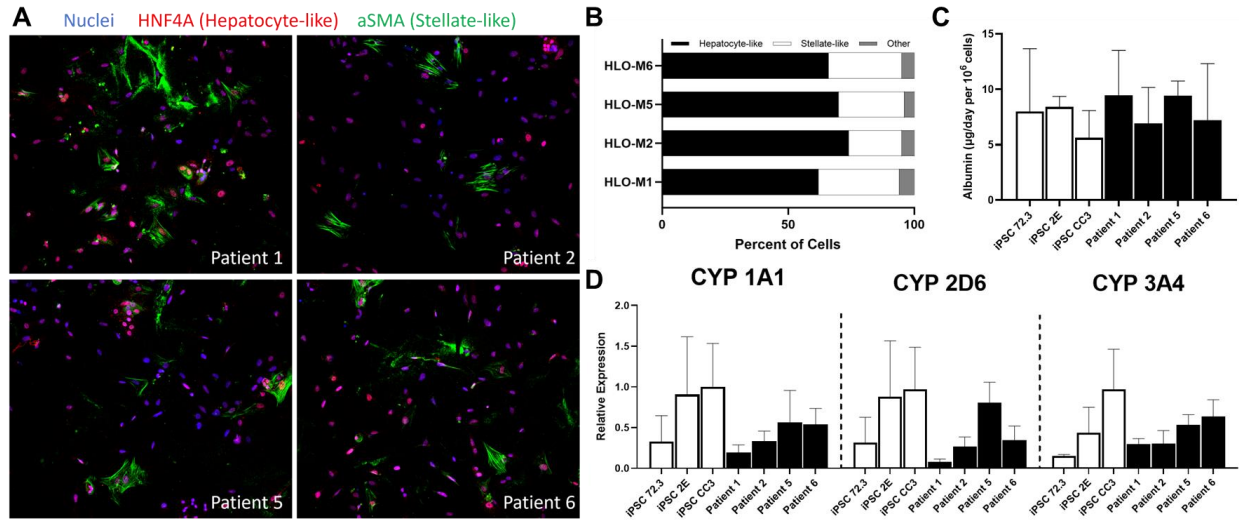 A
Nuclei HNF4A (Hepatocyte-like) aSMA (Stellate-like)
Patient 1
Patient 2
Patient 5
Patient 6
B
Hepatocyte-like Stellate-like Other
HLO-M6
HLO-M5
HLO-M2
HLO-M1
0 50 100
Percent of Cells
C
Albumin (µg/day per 10⁶ cells)
15
10
5
0
iPSC 72.3
iPSC 2E
iPSC CC3
Patient 1
Patient 2
Patient 5
Patient 6
D
CYP 1A1 CYP 2D6 CYP 3A4
Relative Expression
2.0
1.5
1.0
0.5
0.0
iPSC 72.3
iPSC 2E
iPSC CC3
Patient 1
Patient 2
Patient 5
Patient 6
iPSC 72.3
iPSC 2E
iPSC CC3
Patient 1
Patient 2
Patient 5
Patient 6
iPSC 72.3
iPSC 2E
iPSC CC3
Patient 1
Patient 2
Patient 5
Patient 6